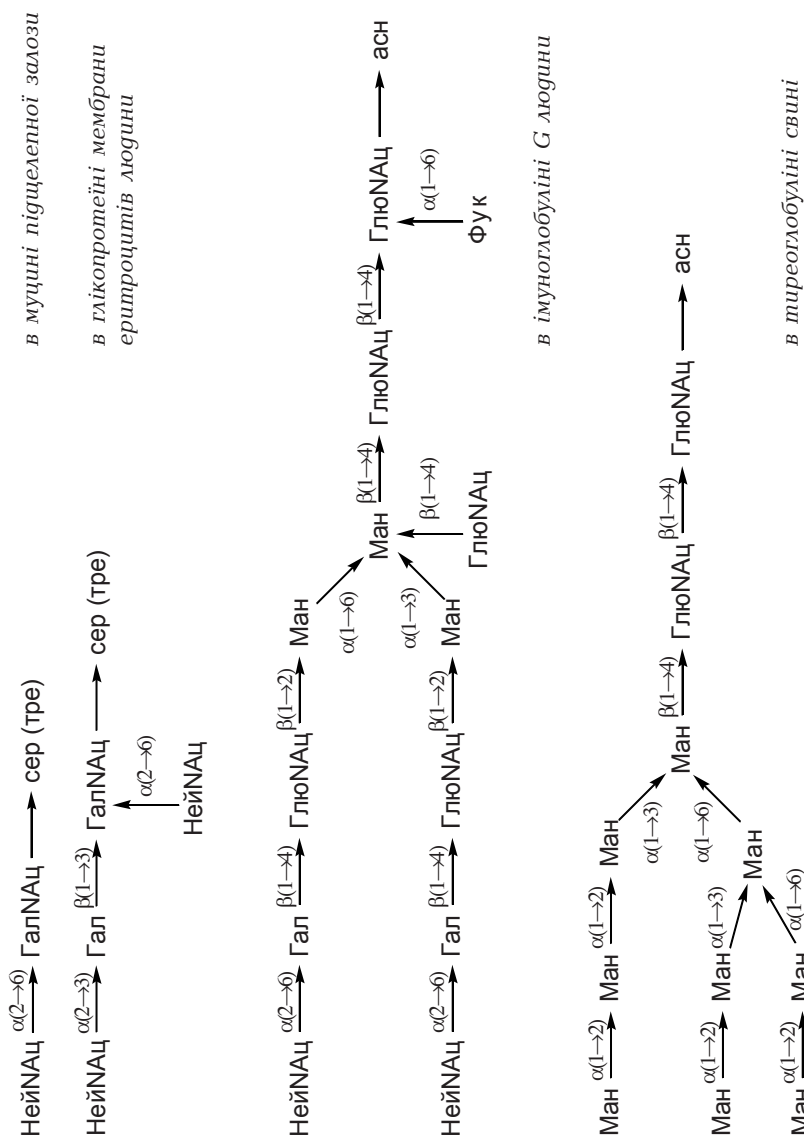 НейNAц α(2→6) ГалNAц сер (тре)
в муцині підщелепної залози
НейNAц α(2→3) Гал β(1→3) ГалNAц сер (тре)
α(2→6)
НейNAц
в глікопротеїні мембрани
еритроцитів людини
НейNAц α(2→6) Гал β(1→4) ГлюNAц β(1→2) Ман
α(1→6)
Ман β(1→4) ГлюNAц β(1→4) ГлюNAц асн
α(1→3) β(1→4) α(1→6)
НейNAц α(2→6) Гал β(1→4) ГлюNAц β(1→2) Ман
ГлюNAц
Фук
в імуноглобуліні G людини
Ман α(1→2) Ман α(1→2) Ман
α(1→3)
Ман β(1→4) ГлюNAц β(1→4) ГлюNAц асн
α(1→6)
Ман α(1→2) Ман α(1→3) Ман
Ман α(1→2) Ман α(1→6)
в тиреоглобуліні свині